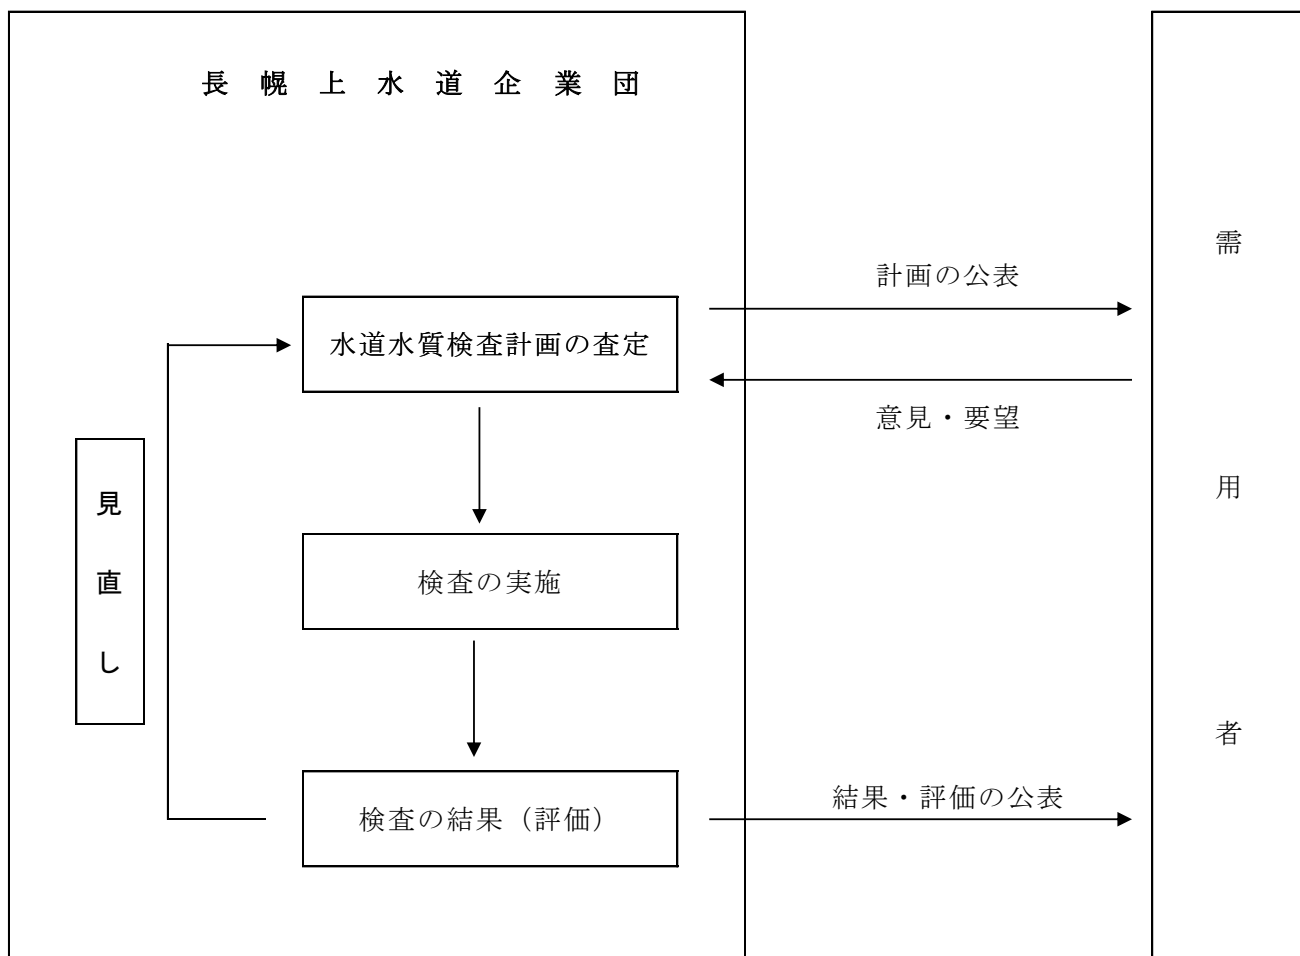 長幌上水道企業団
計画の公表
水道水質検査計画の査定
意見・要望
見直し
検査の実施
検査の結果（評価）
結果・評価の公表
需用者